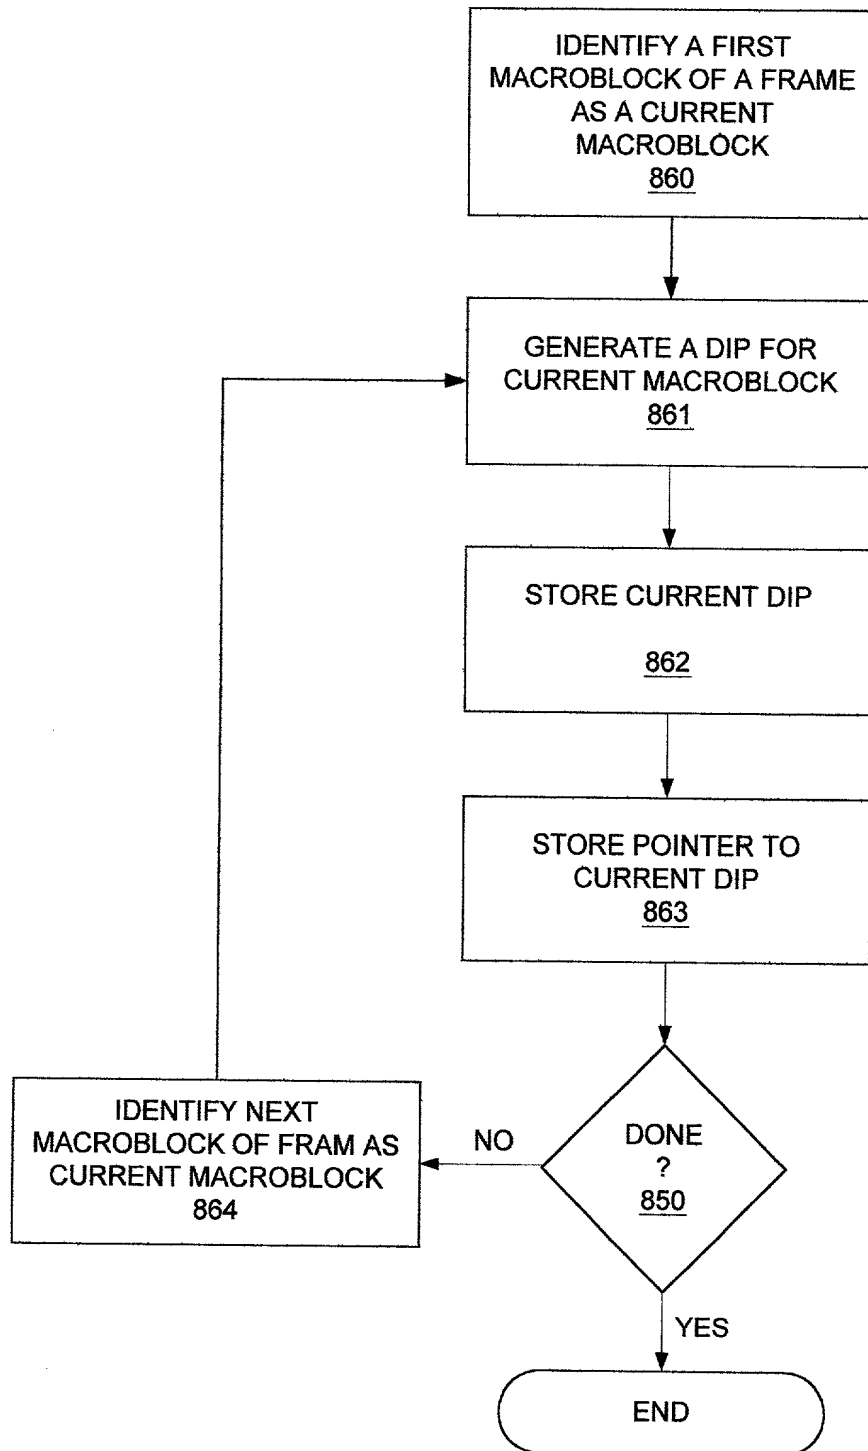 IDENTIFY A FIRST
MACROBLOCK OF A FRAME
AS A CURRENT
MACROBLOCK
860
GENERATE A DIP FOR
CURRENT MACROBLOCK
861
STORE CURRENT DIP
862
STORE POINTER TO
CURRENT DIP
863
IDENTIFY NEXT
MACROBLOCK OF FRAM AS
CURRENT MACROBLOCK
864
NO
DONE
?
850
YES
END